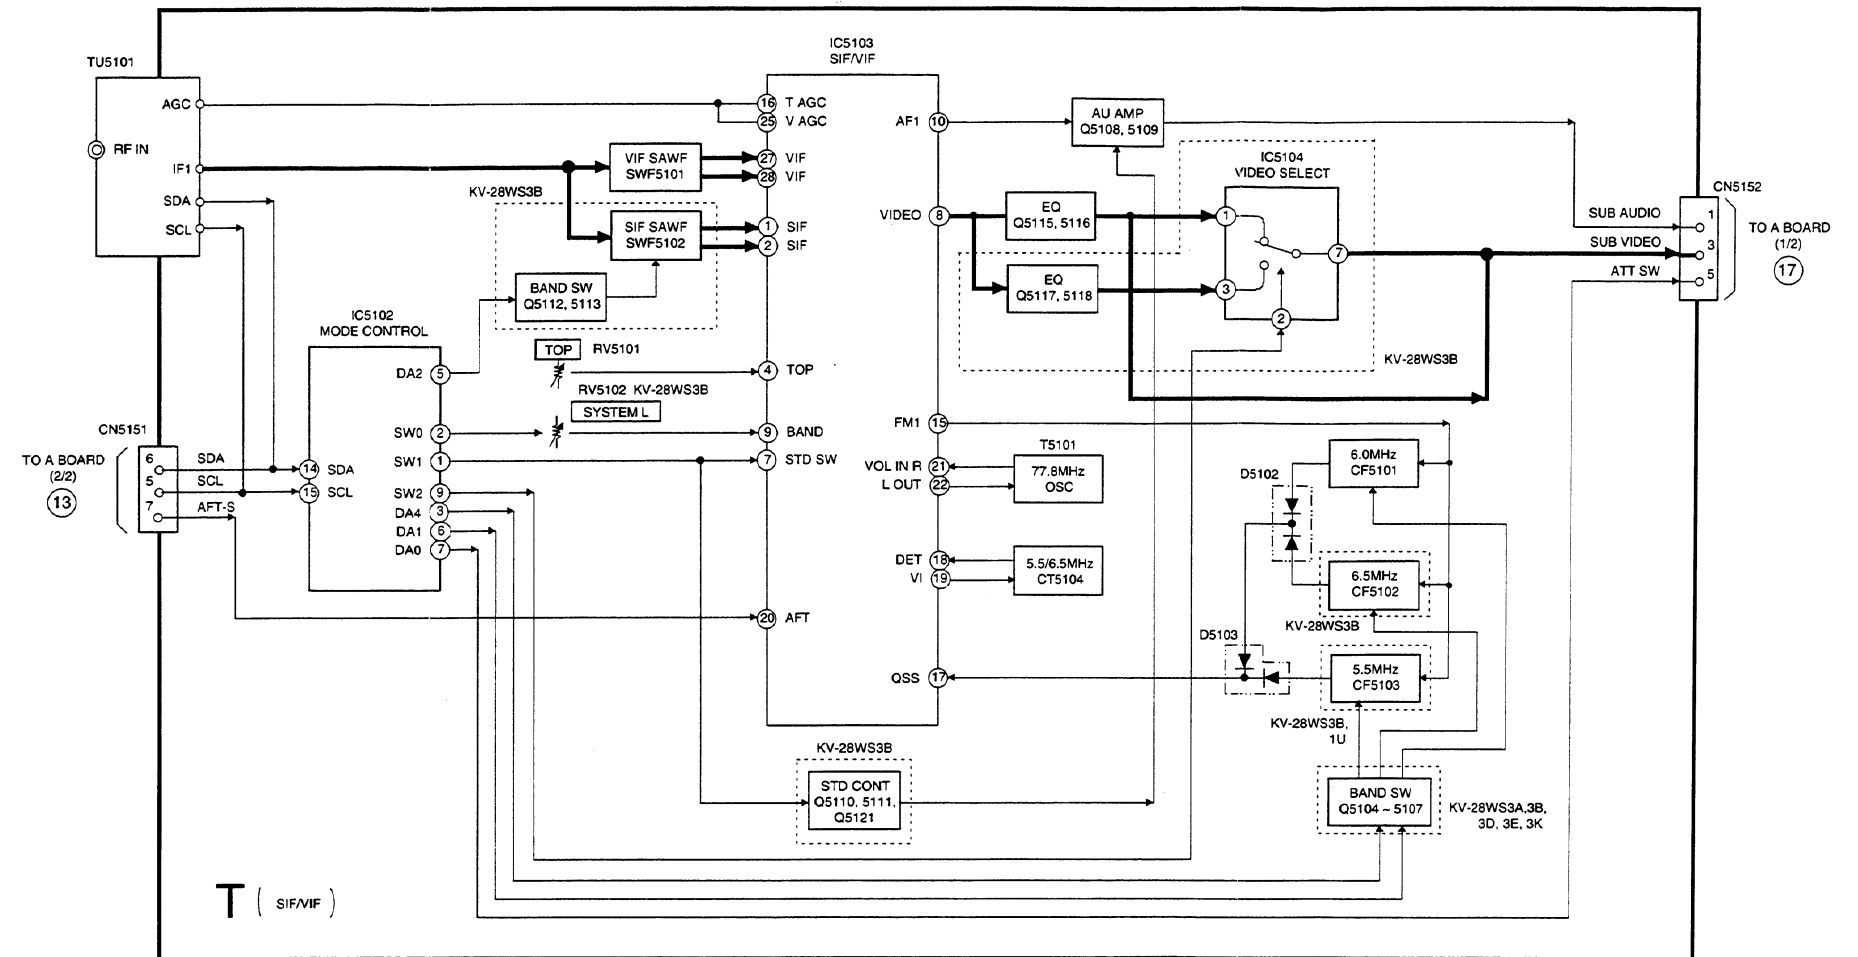 IC5103
SIF/VIF
TU5101
AGC
RF IN
IF1
SDA
SCL
16 T AGC
25 V AGC
VIF SAWF
SWF5101
27 VIF
28 VIF
KV-28WS3B
SIF SAWF
SWF5102
1 SIF
2 SIF
BAND SW
Q5112, 5113
IC5102
MODE CONTROL
DA2 5
TOP RV5101
4 TOP
RV5102 KV-28WS3B
SYSTEM L
SW0 2
9 BAND
SW1 1
7 STD SW
SW2 9
DA4 3
DA1 6
DA0 7
14 SDA
15 SCL
CN5151
TO A BOARD
(2/2)
13
6 SDA
5 SCL
7 AFT-S
20 AFT
AF1 10
AU AMP
Q5108, 5109
IC5104
VIDEO SELECT
VIDEO 8
EQ
Q5115, 5116
EQ
Q5117, 5118
1
3
2
7
KV-28WS3B
CN5152
SUB AUDIO 1
SUB VIDEO 3
ATT SW 5
TO A BOARD
(1/2)
17
FM1 15
T5101
VOL IN R 21
L OUT 22
77.8MHz
OSC
DET 18
VI 19
5.5/6.5MHz
CT5104
QSS 17
D5102
6.0MHz
CF5101
6.5MHz
CF5102
KV-28WS3B
D5103
5.5MHz
CF5103
KV-28WS3B,
1U
KV-28WS3B
STD CONT
Q5110, 5111,
Q5121
BAND SW
Q5104 ~ 5107
KV-28WS3A,3B,
3D, 3E, 3K
T ( SIF/VIF )